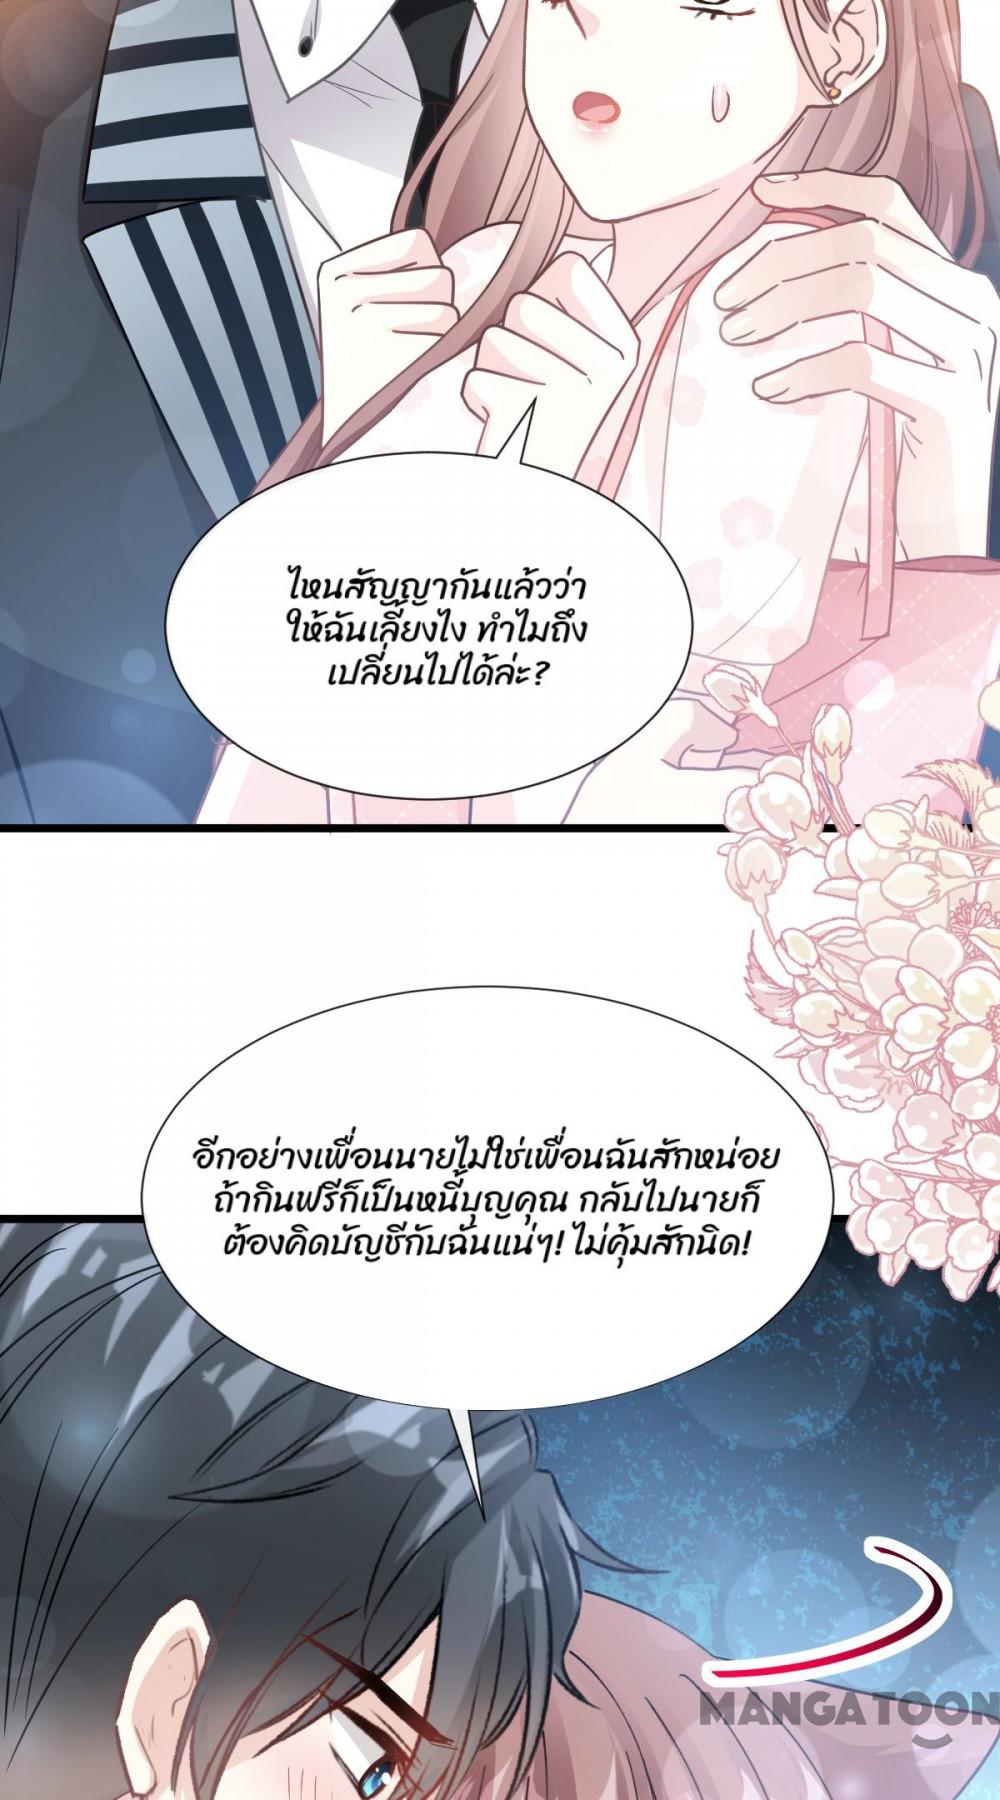 ไหนสัญญากันแล้วว่า
ให้ฉันเลี้ยงไง ทำไมถึง
เปลี่ยนไปได้ล่ะ?
อีกอย่างเพื่อนนายไม่ใช่เพื่อนฉันสักหน่อย
ถ้ากินฟรีก็เป็นหนี้บุญคุณ กลับไปนายก็
ต้องคิดบัญชีกับฉันแน่ๆ! ไม่คุ้มสักนิด!
MANGATOON